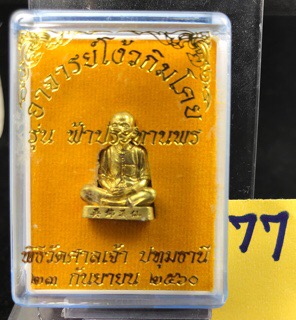 อาจารย์โง้วกิมโคย
รุ่น ฟ้าประทานพร
พิธีวัดศาลเจ้า ปทุมธานี
๒๓ กันยายน ๒๕๖๐
77